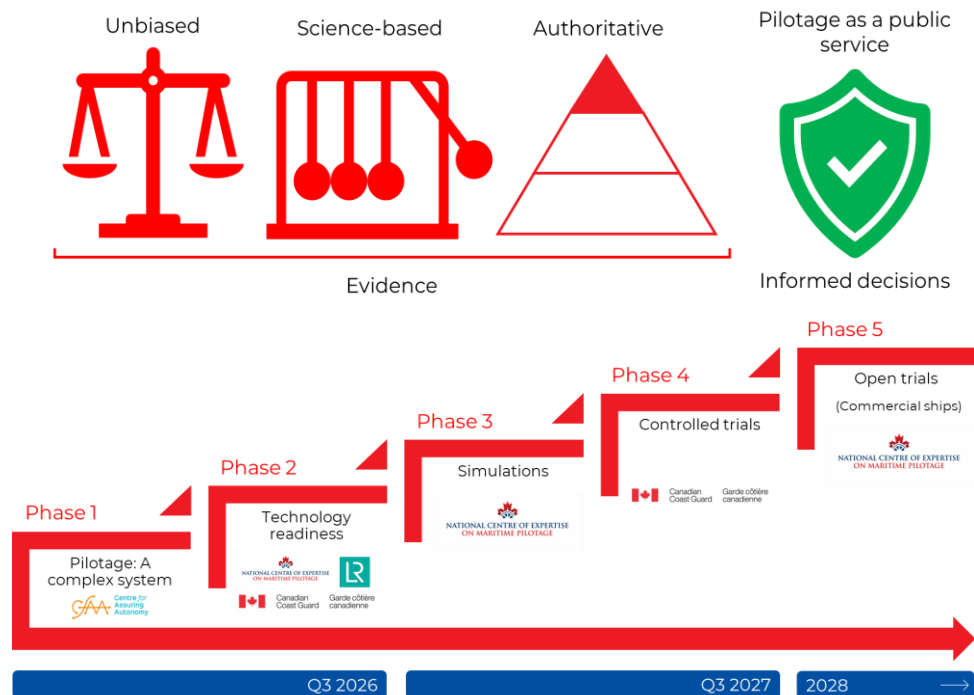 Unbiased
Science-based
Authoritative
Pilotage as a public
service
Evidence
Informed decisions
Phase 1
Pilotage: A
complex system
CfAA
Centre for
Assuring
Autonomy
Phase 2
Technology
readiness
NATIONAL CENTRE OF EXPERTISE
ON MARITIME PILOTAGE
LR
Canadian
Coast Guard
Garde côtière
canadienne
Phase 3
Simulations
NATIONAL CENTRE OF EXPERTISE
ON MARITIME PILOTAGE
Phase 4
Controlled trials
Canadian
Coast Guard
Garde côtière
canadienne
Phase 5
Open trials
(Commercial ships)
NATIONAL CENTRE OF EXPERTISE
ON MARITIME PILOTAGE
Q3 2026
Q3 2027
2028